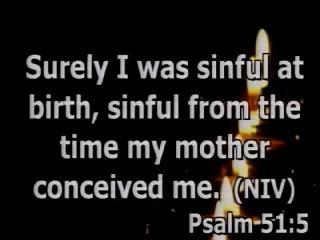 Surely I was sinful at
birth, sinful from the
time my mother
conceived me. (NIV)
Psalm 51:5